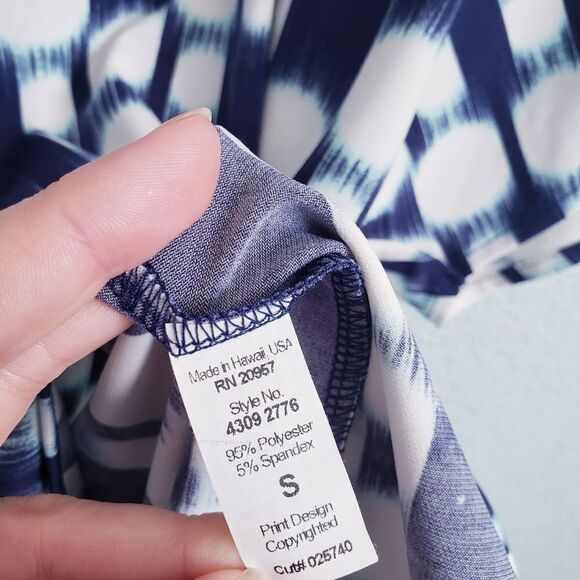 Made in Hawaii, USA
RN 20957
Style No.
4309 2776
95% Polyester
5% Spandex
S
Print Design
Copyrighted
Cut# 025740